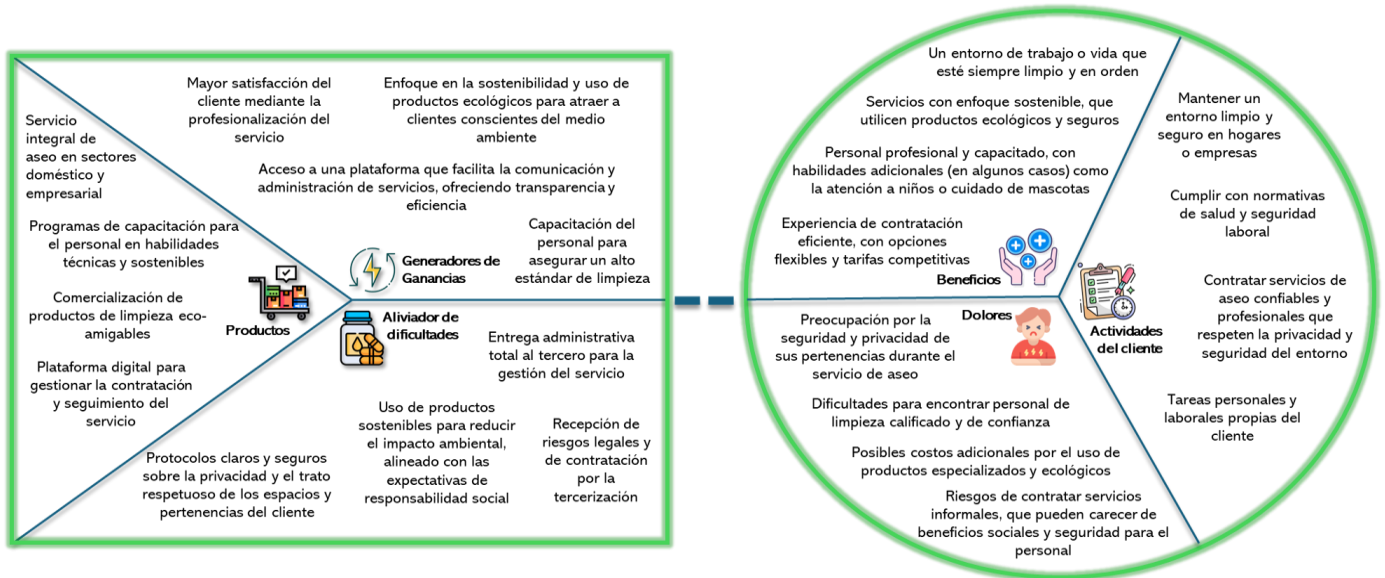 Mayor satisfacción del
cliente mediante la
profesionalización del
servicio
Enfoque en la sostenibilidad y uso de
productos ecológicos para atraer a
clientes conscientes del medio
ambiente
Servicio
integral de
aseo en sectores
doméstico y
empresarial
Acceso a una plataforma que facilita la comunicación y
administración de servicios, ofreciendo transparencia y
eficiencia
Programas de capacitación para
el personal en habilidades
técnicas y sostenibles
Capacitación del
personal para
asegurar un alto
estándar de limpieza
Generadores de
Ganancias
Comercialización de
productos de limpieza eco-
amigables
Productos
Aliviador de
dificultades
Entrega administrativa
total al tercero para la
gestión del servicio
Plataforma digital para
gestionar la contratación
y seguimiento del
servicio
Uso de productos
sostenibles para reducir
el impacto ambiental,
alineado con las
expectativas de
responsabilidad social
Recepción de
riesgos legales y
de contratación
por la
tercerización
Protocolos claros y seguros
sobre la privacidad y el trato
respetuoso de los espacios y
pertenencias del cliente
Un entorno de trabajo o vida que
esté siempre limpio y en orden
Servicios con enfoque sostenible, que
utilicen productos ecológicos y seguros
Personal profesional y capacitado, con
habilidades adicionales (en algunos casos) como
la atención a niños o cuidado de mascotas
Experiencia de contratación
eficiente, con opciones
flexibles y tarifas competitivas
Beneficios
Mantener un
entorno limpio y
seguro en hogares
o empresas
Cumplir con normativas
de salud y seguridad
laboral
Contratar servicios de
aseo confiables y
profesionales que
respeten la privacidad y
seguridad del entorno
Actividades
del cliente
Tareas personales y
laborales propias del
cliente
Dolores
Preocupación por la
seguridad y privacidad de
sus pertenencias durante el
servicio de aseo
Dificultades para encontrar personal de
limpieza calificado y de confianza
Posibles costos adicionales por el uso de
productos especializados y ecológicos
Riesgos de contratar servicios
informales, que pueden carecer de
beneficios sociales y seguridad para el
personal